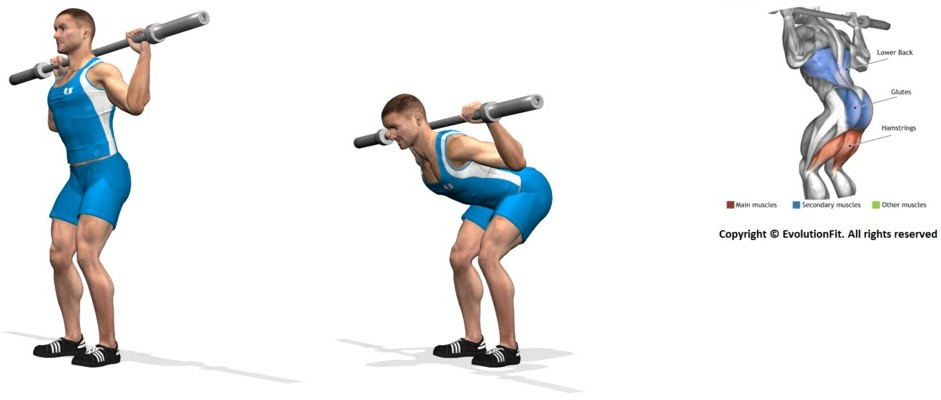 Lower Back
Glutes
Hamstrings
Main muscles Secondary muscles Other muscles
Copyright © EvolutionFit. All rights reserved